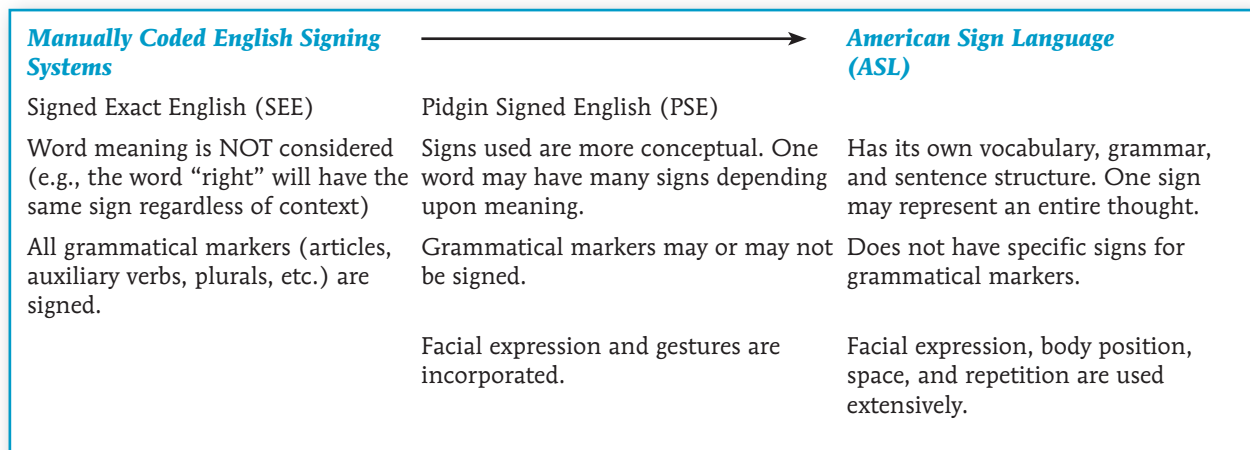 Manually Coded English Signing
Systems
American Sign Language
(ASL)
Signed Exact English (SEE)
Pidgin Signed English (PSE)
Word meaning is NOT considered
(e.g., the word “right” will have the
same sign regardless of context)
Signs used are more conceptual. One
word may have many signs depending
upon meaning.
Has its own vocabulary, grammar,
and sentence structure. One sign
may represent an entire thought.
All grammatical markers (articles,
auxiliary verbs, plurals, etc.) are
signed.
Grammatical markers may or may not
be signed.
Does not have specific signs for
grammatical markers.
Facial expression and gestures are
incorporated.
Facial expression, body position,
space, and repetition are used
extensively.